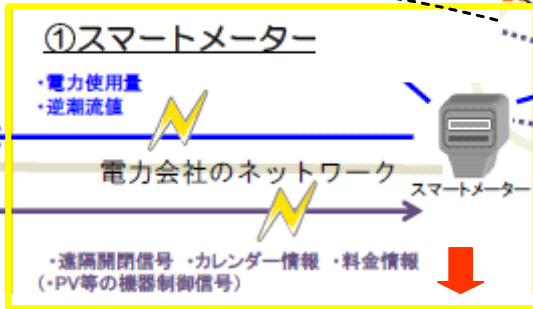 ①スマートメーター
・電力使用量
・逆潮流値
電力会社のネットワーク
スマートメーター
・遠隔開閉信号 ・カレンダー情報 ・料金情報
(・PV等の機器制御信号)